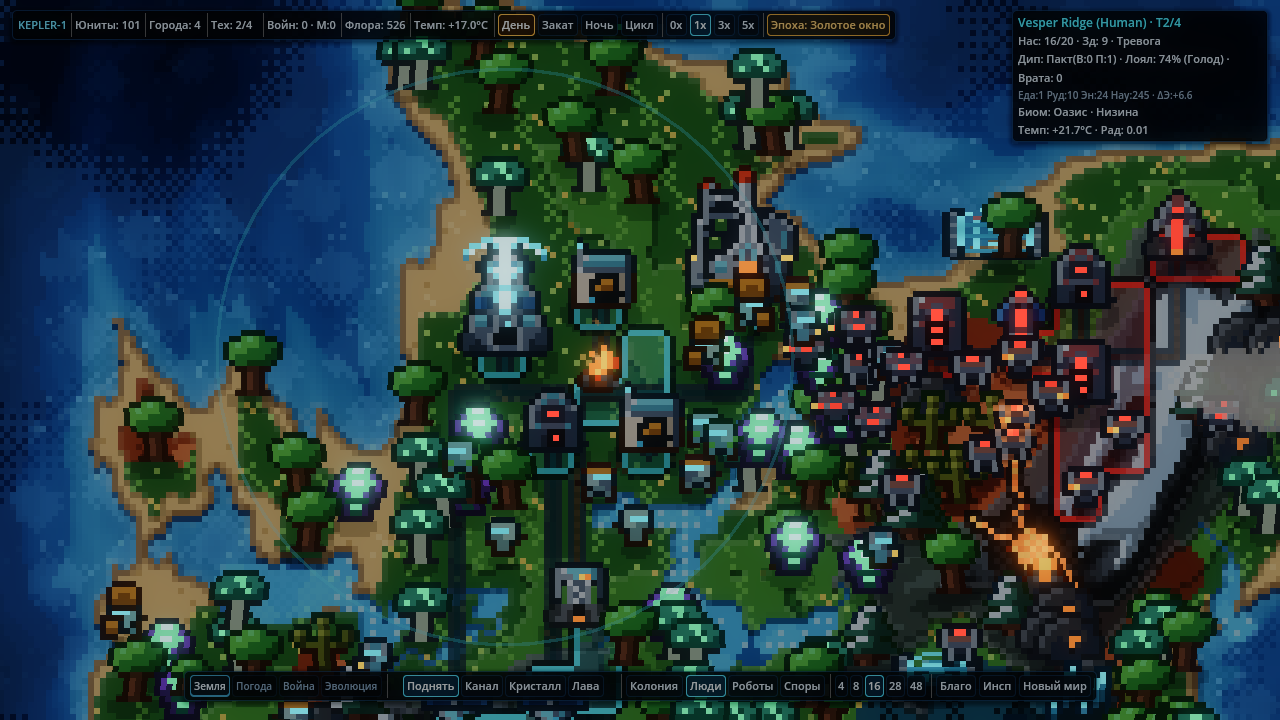 KEPLER-1 Юниты: 101 Города: 4 Тех: 2/4 Войн: 0 · М:0 Флора: 526 Темп: +17.0°C День Закат Ночь Цикл 0x 1x 3x 5x Эпоха: Золотое окно
Vesper Ridge (Human) · T2/4
Нас: 16/20 · Зд: 9 · Тревога
Дип: Пакт(В:0 П:1) · Лоял: 74% (Голод) ·
Врата: 0
Еда:1 Руд:10 Эн:24 Нау:245 · ΔЭ:+6.6
Биом: Оазис · Низина
Темп: +21.7°C · Рад: 0.01
Земля Погода Война Эволюция Поднять Канал Кристалл Лава Колония Люди Роботы Споры 4 8 16 28 48 Благо Инсп Новый мир